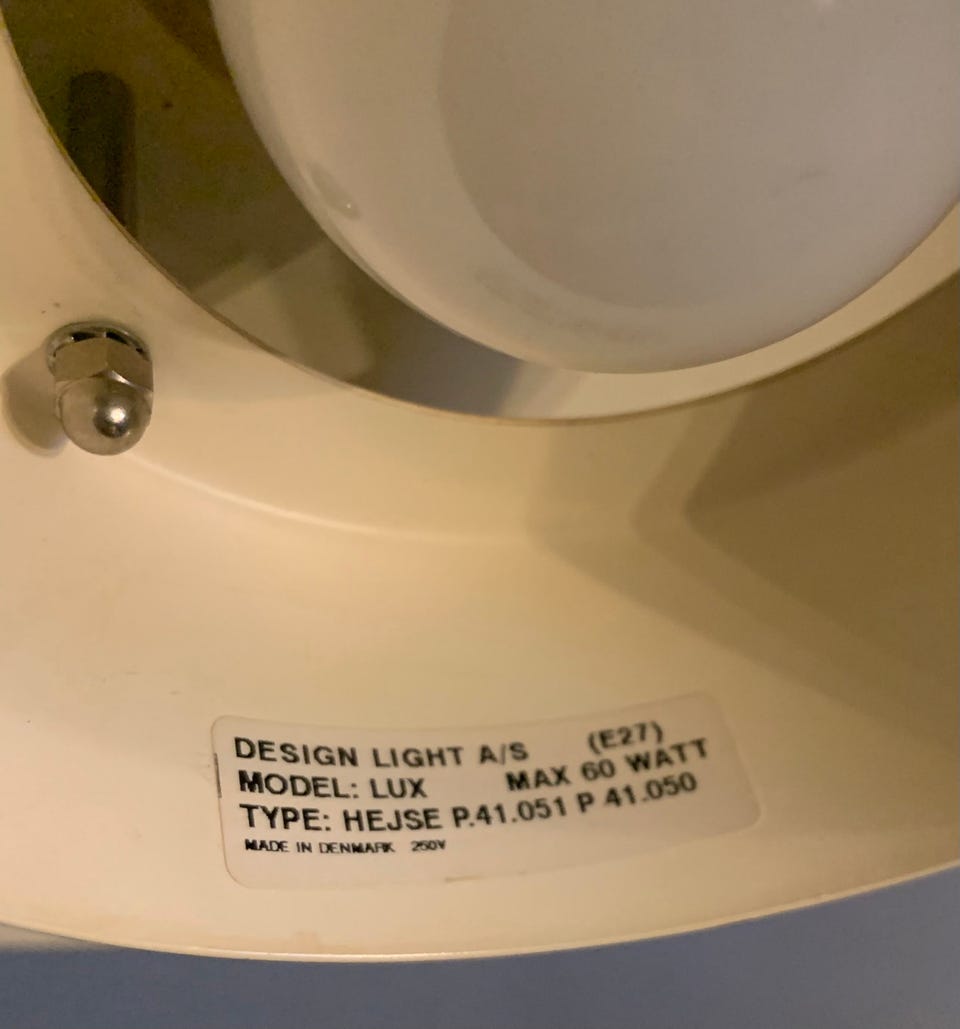 DESIGN LIGHT A/S (E27)
MODEL: LUX MAX 60 WATT
TYPE: HEJSE P.41.051 P 41.050
MADE IN DENMARK 250V